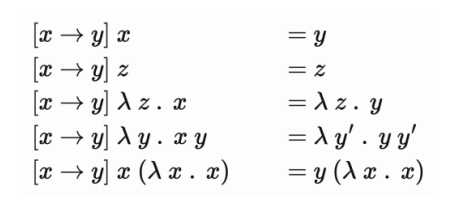 [x → y] x = y
[x → y] z = z
[x → y] λ z . x = λ z . y
[x → y] λ y . x y = λ y′ . y y′
[x → y] x (λ x . x) = y (λ x . x)